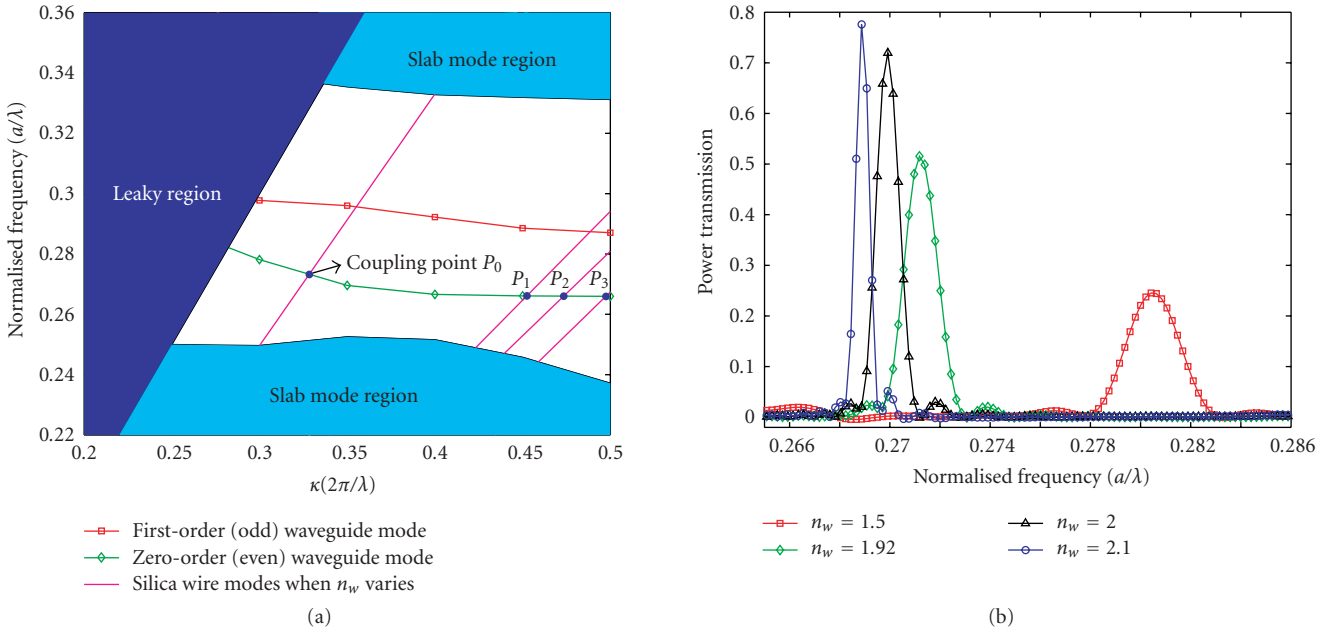 0.36
0.34
0.32
0.3
0.28
0.26
0.24
0.22
Normalised frequency (a/λ)
Slab mode region
Leaky region
Coupling point P0
P1 P2 P3
Slab mode region
0.2 0.25 0.3 0.35 0.4 0.45 0.5
κ(2π/λ)
First-order (odd) waveguide mode
Zero-order (even) waveguide mode
Silica wire modes when nw varies
(a)
0.8
0.7
0.6
0.5
0.4
0.3
0.2
0.1
0
Power transmission
0.266 0.27 0.274 0.278 0.282 0.286
Normalised frequency (a/λ)
nw = 1.5 nw = 2
nw = 1.92 nw = 2.1
(b)